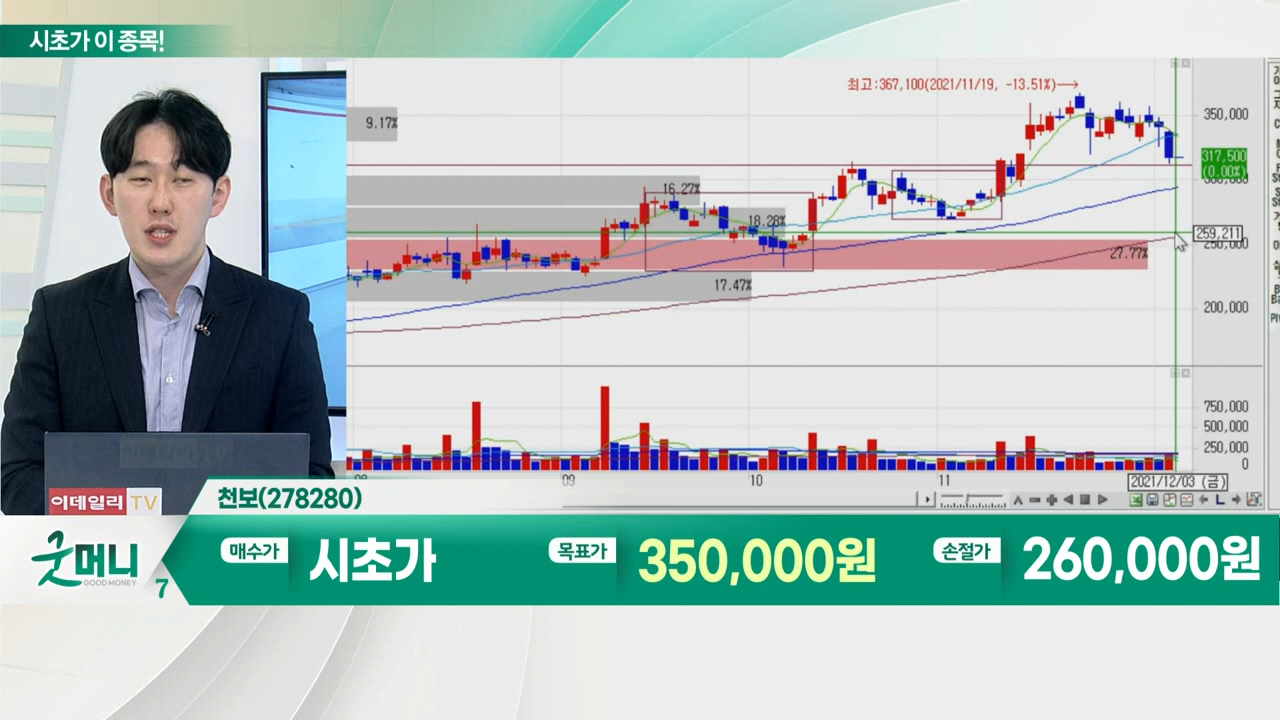 시초가 이 종목!
최고:367,100(2021/11/19, -13.51%)→
9.17%
350,000
317,500
(0.00%)
300,000
16.27%
18.28%
259,211
250,000
27.77%
17.47%
200,000
750,000
500,000
250,000
0
09
10
11
2021/12/03 (금)
이데일리 TV
천보(278280)
굿머니
GOOD MONEY
7
매수가
시초가
목표가
350,000원
손절가
260,000원